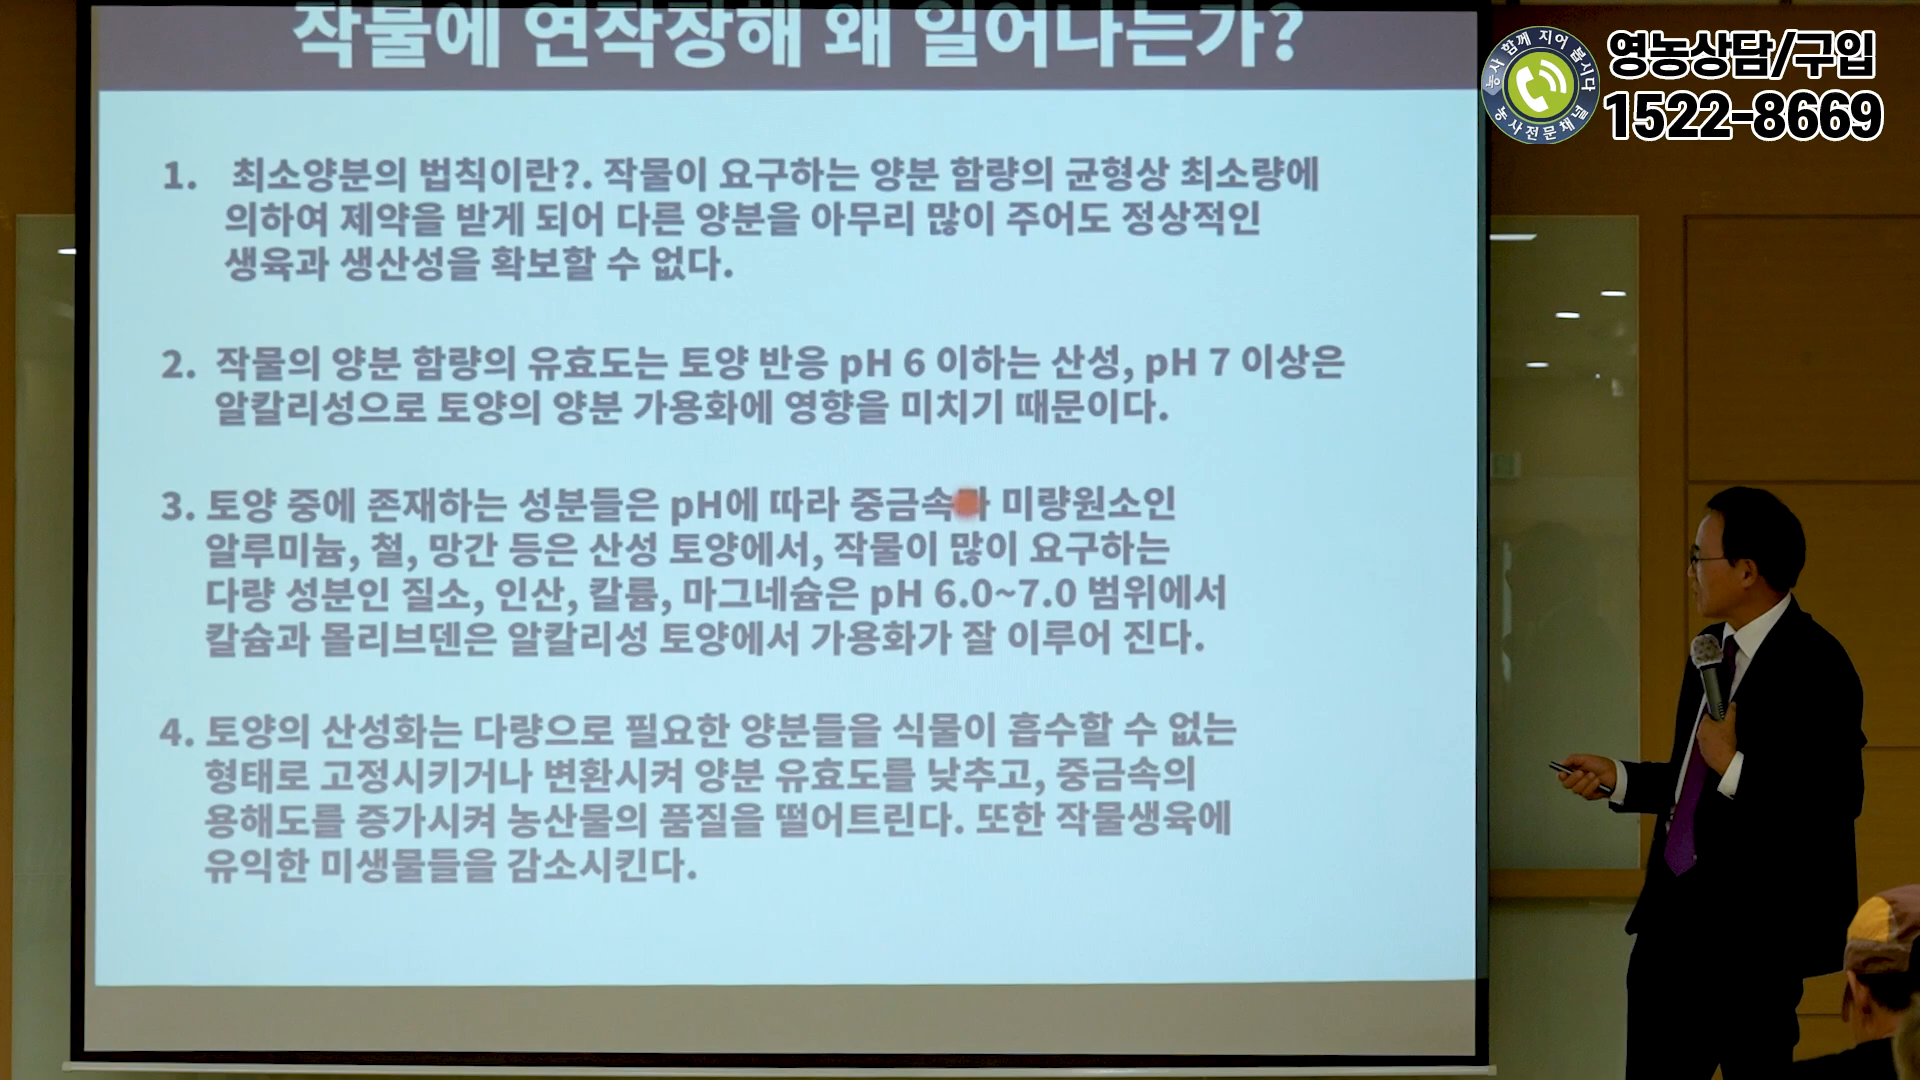 작물에 연작장해 왜 일어나는가?
1. 최소양분의 법칙이란?. 작물이 요구하는 양분 함량의 균형상 최소량에
의하여 제약을 받게 되어 다른 양분을 아무리 많이 주어도 정상적인
생육과 생산성을 확보할 수 없다.
2. 작물의 양분 함량의 유효도는 토양 반응 pH 6 이하는 산성, pH 7 이상은
알칼리성으로 토양의 양분 가용화에 영향을 미치기 때문이다.
3. 토양 중에 존재하는 성분들은 pH에 따라 중금속과 미량원소인
알루미늄, 철, 망간 등은 산성 토양에서, 작물이 많이 요구하는
다량 성분인 질소, 인산, 칼륨, 마그네슘은 pH 6.0~7.0 범위에서
칼슘과 몰리브덴은 알칼리성 토양에서 가용화가 잘 이루어 진다.
4. 토양의 산성화는 다량으로 필요한 양분들을 식물이 흡수할 수 없는
형태로 고정시키거나 변환시켜 양분 유효도를 낮추고, 중금속의
용해도를 증가시켜 농산물의 품질을 떨어트린다. 또한 작물생육에
유익한 미생물들을 감소시킨다.
농사 함께 지어 봅시다
농사전문채널
영농상담/구입
1522-8669